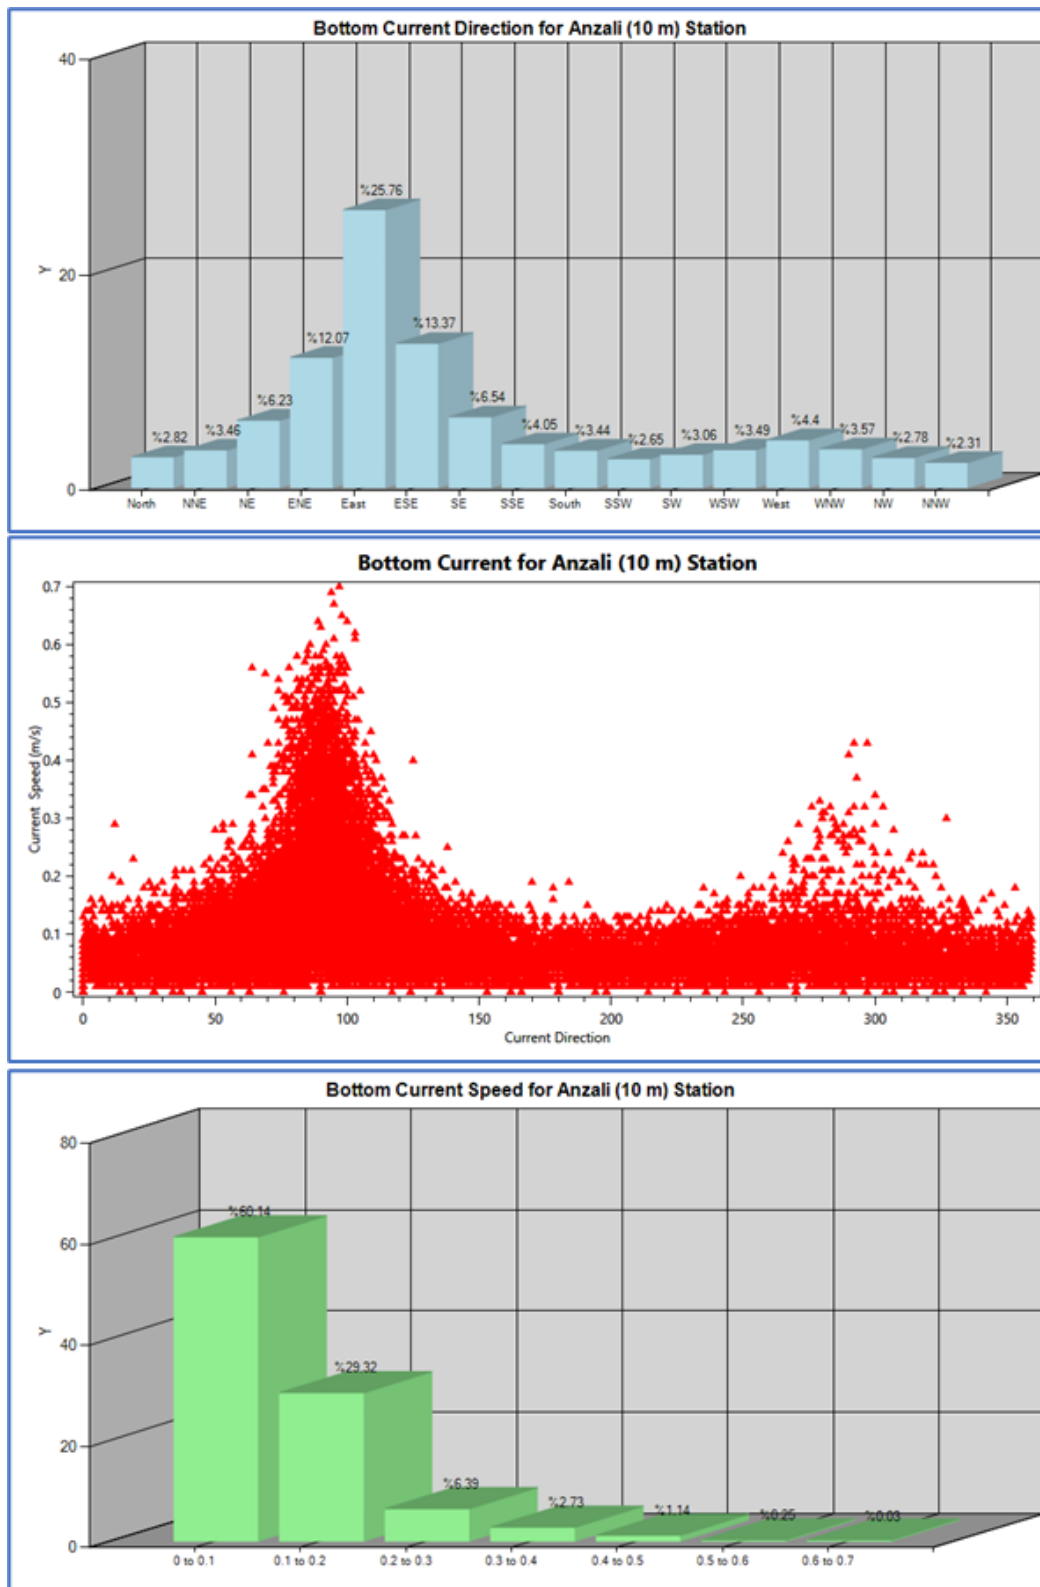 Bottom Current Direction for Anzali (10 m) Station
40
20
0
Y
%2.82 %3.46 %6.23 %12.07 %25.76 %13.37 %6.54 %4.05 %3.44 %2.65 %3.06 %3.49 %4.4 %3.57 %2.78 %2.31
North NNE NE ENE East ESE SE SSE South SSW SW WSW West WNW NW NNW
Bottom Current for Anzali (10 m) Station
0.7
0.6
0.5
0.4
0.3
0.2
0.1
0
Current Speed (m/s)
0 50 100 150 200 250 300 350
Current Direction
Bottom Current Speed for Anzali (10 m) Station
80
60
40
20
0
Y
%60.14 %29.32 %6.39 %2.73 %1.14 %0.25 %0.03
0 to 0.1 0.1 to 0.2 0.2 to 0.3 0.3 to 0.4 0.4 to 0.5 0.5 to 0.6 0.6 to 0.7